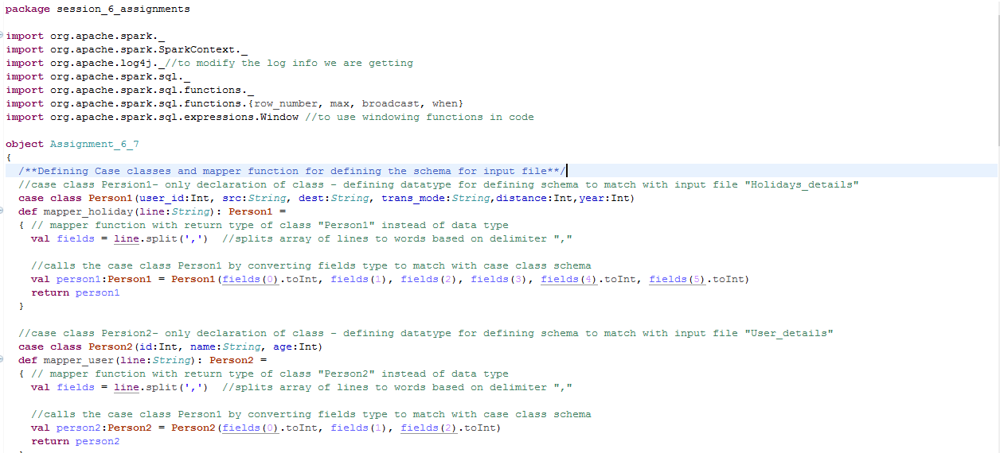 package session_6_assignments
import org.apache.spark._
import org.apache.spark.SparkContext._
import org.apache.log4j._//to modify the log info we are getting
import org.apache.spark.sql._
import org.apache.spark.sql.functions._
import org.apache.spark.sql.functions.{row_number, max, broadcast, when}
import org.apache.spark.sql.expressions.Window //to use windowing functions in code
object Assignment_6_7
{
/**Defining Case classes and mapper function for defining the schema for input file**/
//case class Persion1- only declaration of class - defining datatype for defining schema to match with input file "Holidays_details"
case class Person1(user_id:Int, src:String, dest:String, trans_mode:String,distance:Int,year:Int)
def mapper_holiday(line:String): Person1 =
{ // mapper function with return type of class "Person1" instead of data type
val fields = line.split(',')  //splits array of lines to words based on delimiter ","
//calls the case class Person1 by converting fields type to match with case class schema
val person1:Person1 = Person1(fields(0).toInt, fields(1), fields(2), fields(3), fields(4).toInt, fields(5).toInt)
return person1
}
//case class Persion2- only declaration of class - defining datatype for defining schema to match with input file "User_details"
case class Person2(id:Int, name:String, age:Int)
def mapper_user(line:String): Person2 =
{ // mapper function with return type of class "Person2" instead of data type
val fields = line.split(',')  //splits array of lines to words based on delimiter ","
//calls the case class Person1 by converting fields type to match with case class schema
val person2:Person2 = Person2(fields(0).toInt, fields(1), fields(2).toInt)
return person2